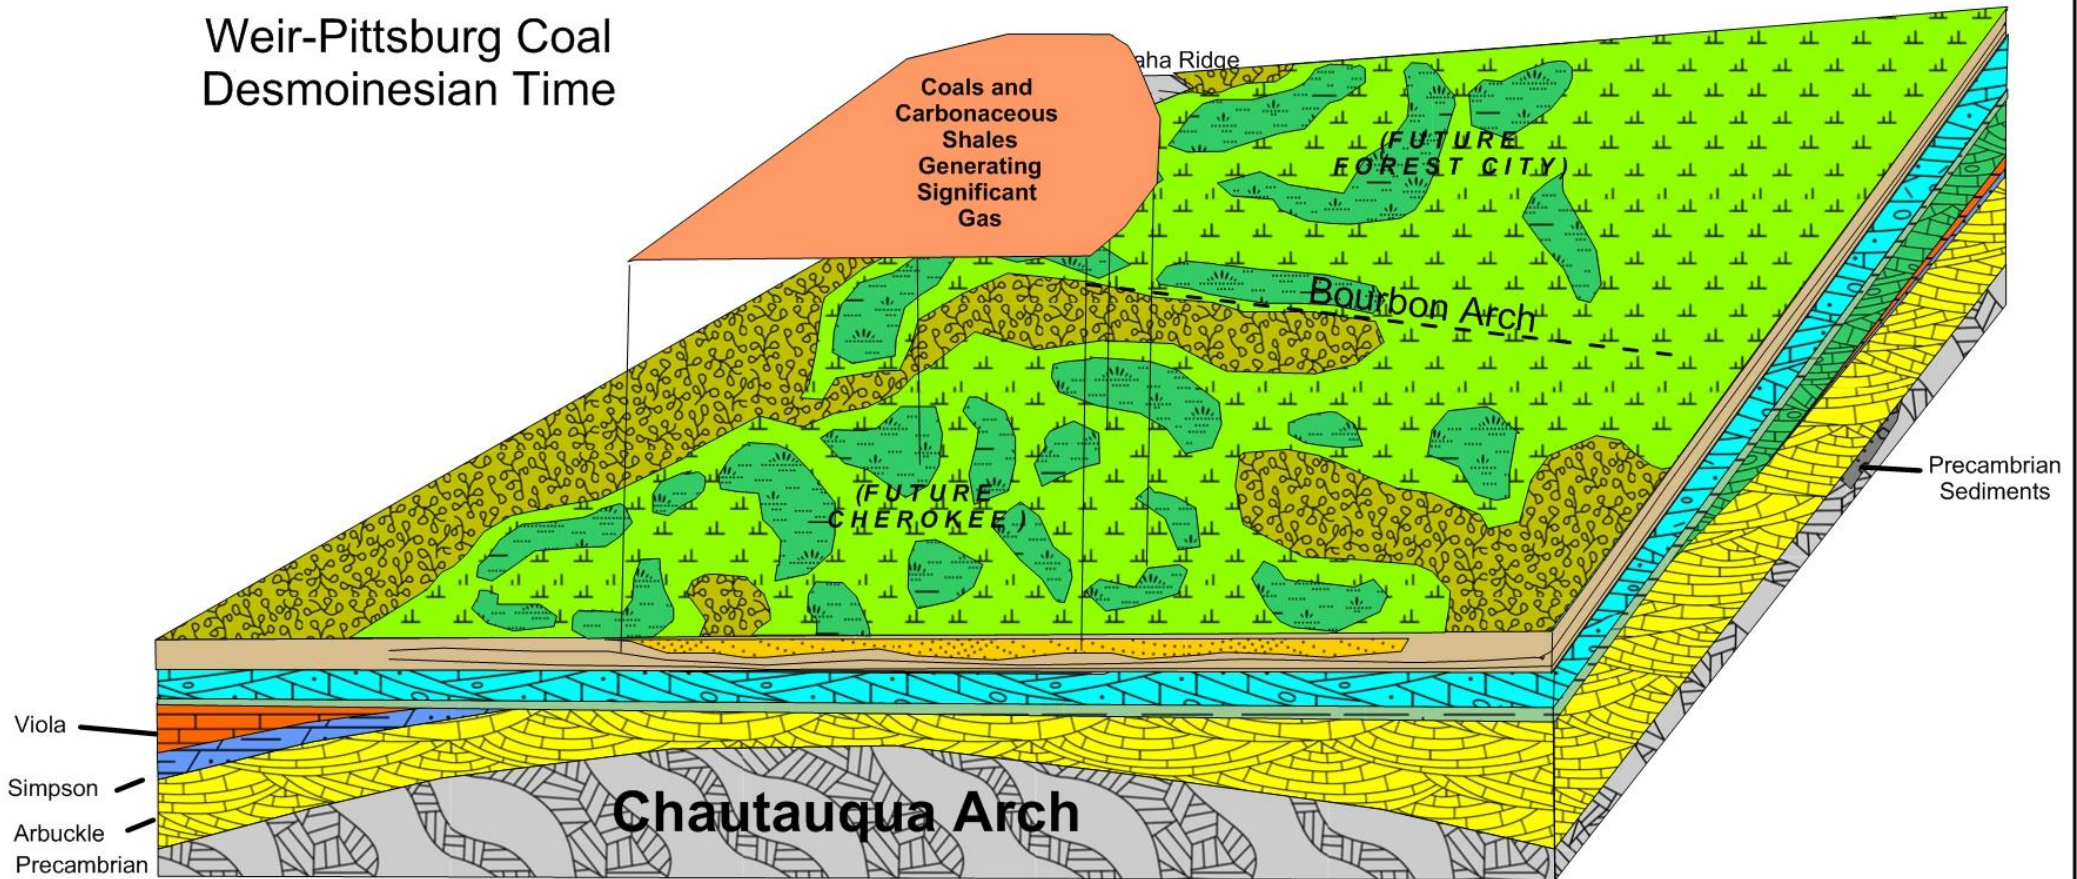 Weir-Pittsburg Coal
Desmoinesian Time
aha Ridge
Coals and
Carbonaceous
Shales
Generating
Significant
Gas
(FUTURE
FOREST CITY)
Bourbon Arch
(FUTURE
CHEROKEE)
Precambrian
Sediments
Viola
Simpson
Arbuckle
Precambrian
Chautauqua Arch